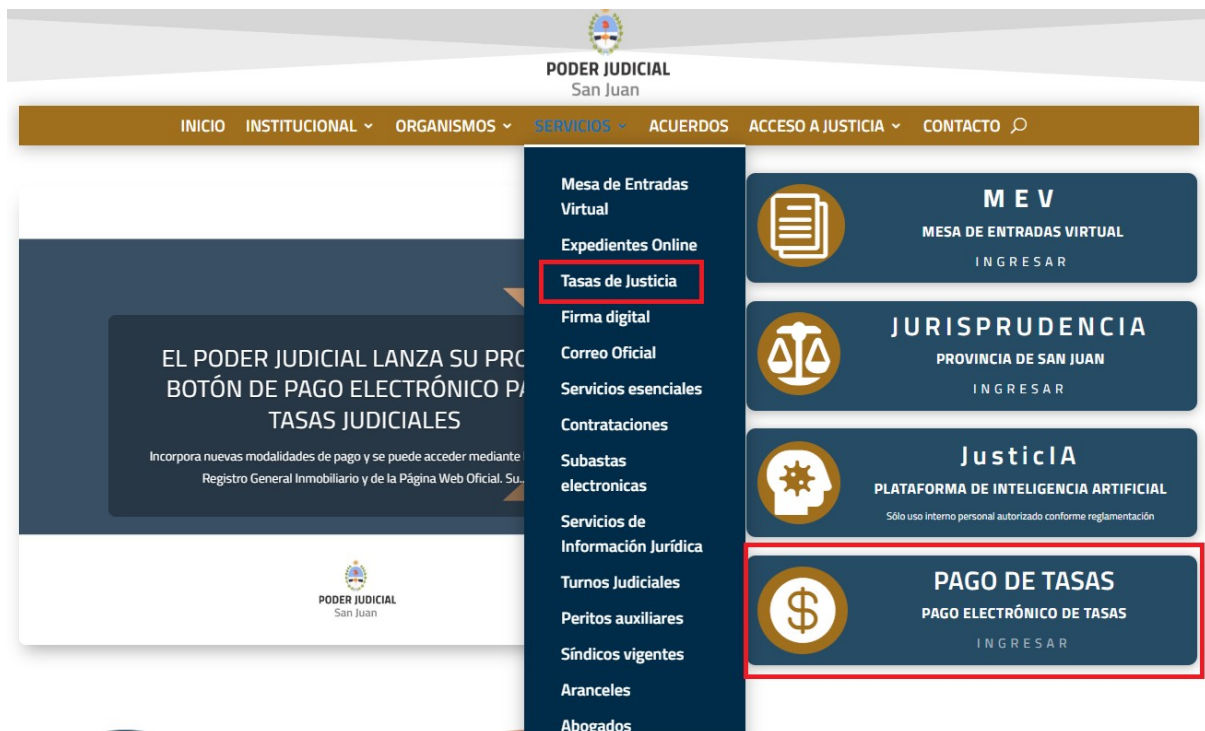 PODER JUDICIAL
San Juan
INICIO INSTITUCIONAL ORGANISMOS SERVICIOS ACUERDOS ACCESO A JUSTICIA CONTACTO
Mesa de Entradas
Virtual
Expedientes Online
Tasas de Justicia
Firma digital
Correo Oficial
Servicios esenciales
Contrataciones
Subastas
electronicas
Servicios de
Información Jurídica
Turnos Judiciales
Peritos auxiliares
Síndicos vigentes
Aranceles
Abogados
EL PODER JUDICIAL LANZA SU PRO
BOTÓN DE PAGO ELECTRÓNICO PA
TASAS JUDICIALES
Incorpora nuevas modalidades de pago y se puede acceder mediante
Registro General Inmobiliario y de la Página Web Oficial. Su...
PODER JUDICIAL
San Juan
MEV
MESA DE ENTRADAS VIRTUAL
INGRESAR
JURISPRUDENCIA
PROVINCIA DE SAN JUAN
INGRESAR
JusticIA
PLATAFORMA DE INTELIGENCIA ARTIFICIAL
Sólo uso interno personal autorizado conforme reglamentación
PAGO DE TASAS
PAGO ELECTRÓNICO DE TASAS
INGRESAR